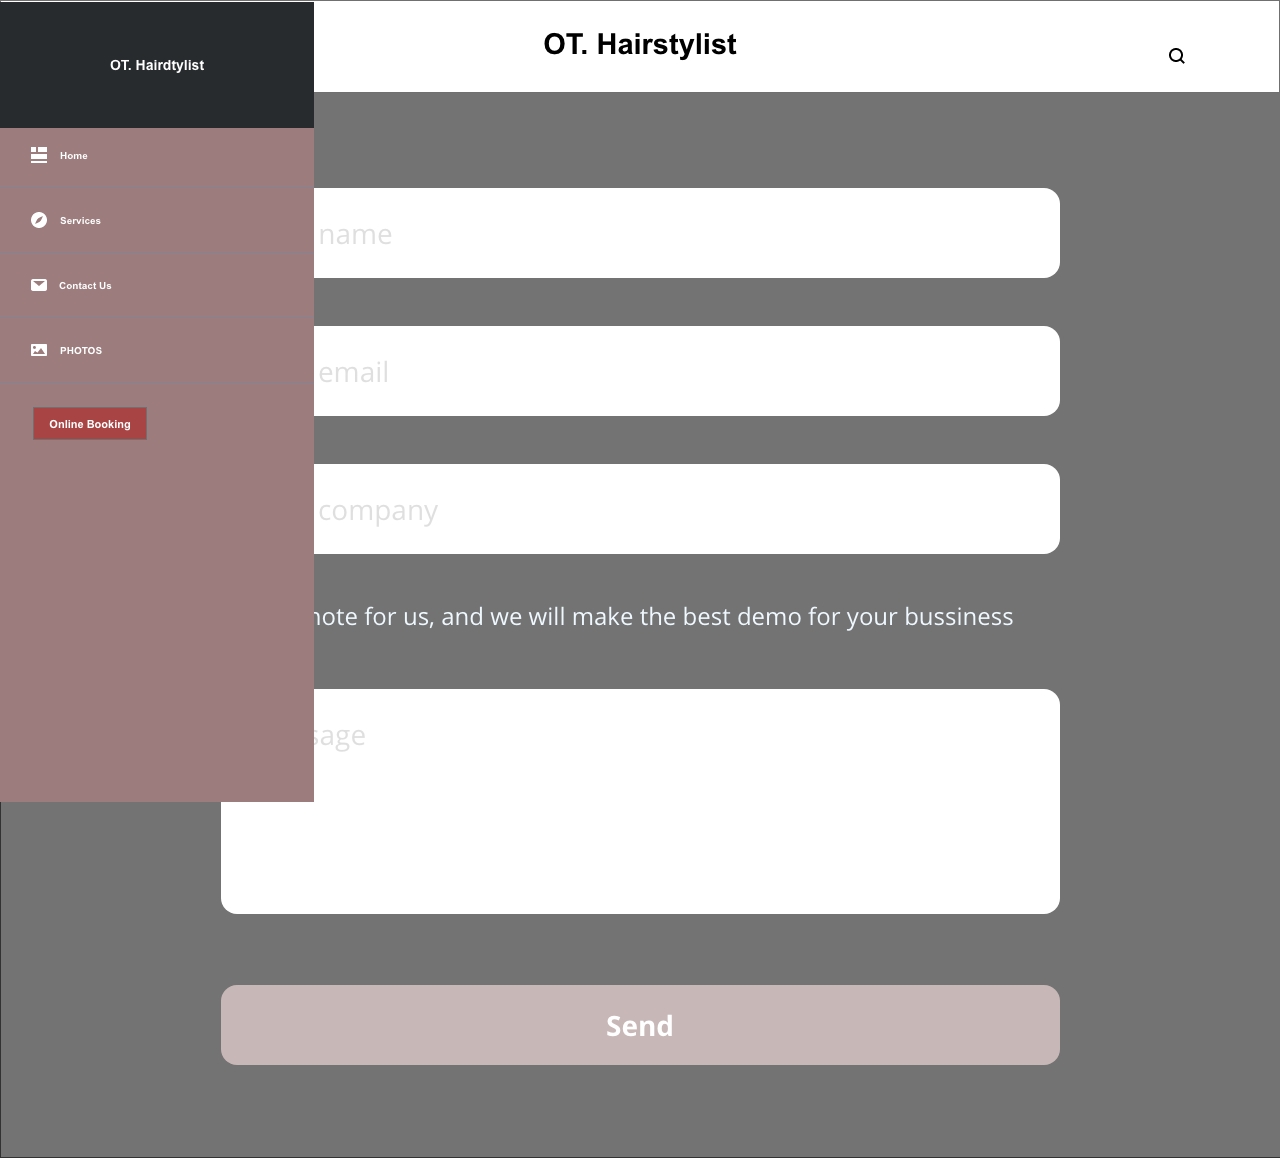 OT. Hairstylist
OT. Hairdtylist
Home
Services
Contact Us
PHOTOS
Online Booking
name
email
company
note for us, and we will make the best demo for your bussiness
sage
Send